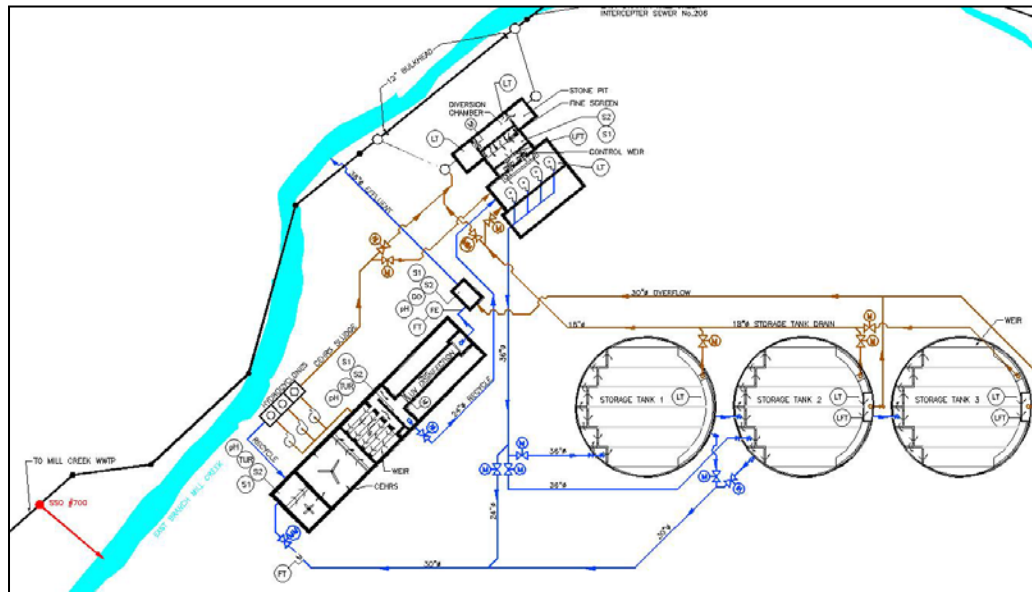 INTERCEPTER SEWER No.206
12" BULKHEAD
LT
STONE PIT
DIVERSION
CHAMBER
FINE SCREEN
S2
S1
LT
LFT
CONTROL WEIR
LT
EFFLUENT
M
M
S1
S2
DO
pH
FE
FT
30"ø OVERFLOW
18"ø
18"ø STORAGE TANK DRAIN
M
M
M
WEIR
CEHRS SLUDGE
HYDROCYCLONES
S1
S2
TUR
pH
UV DISINFECTION
24"ø RECYCLE
36"ø
STORAGE TANK 1
LT
STORAGE TANK 2
LT
LFT
STORAGE TANK 3
LT
LFT
RECYCLE
WEIR
CEHRS
pH
TUR
S2
S1
M
M
M
36"ø
36"ø
24"ø
M
30"ø
30"ø
FT
TO MILL CREEK WWTP
SSO #700
EAST BRANCH MILL CREEK